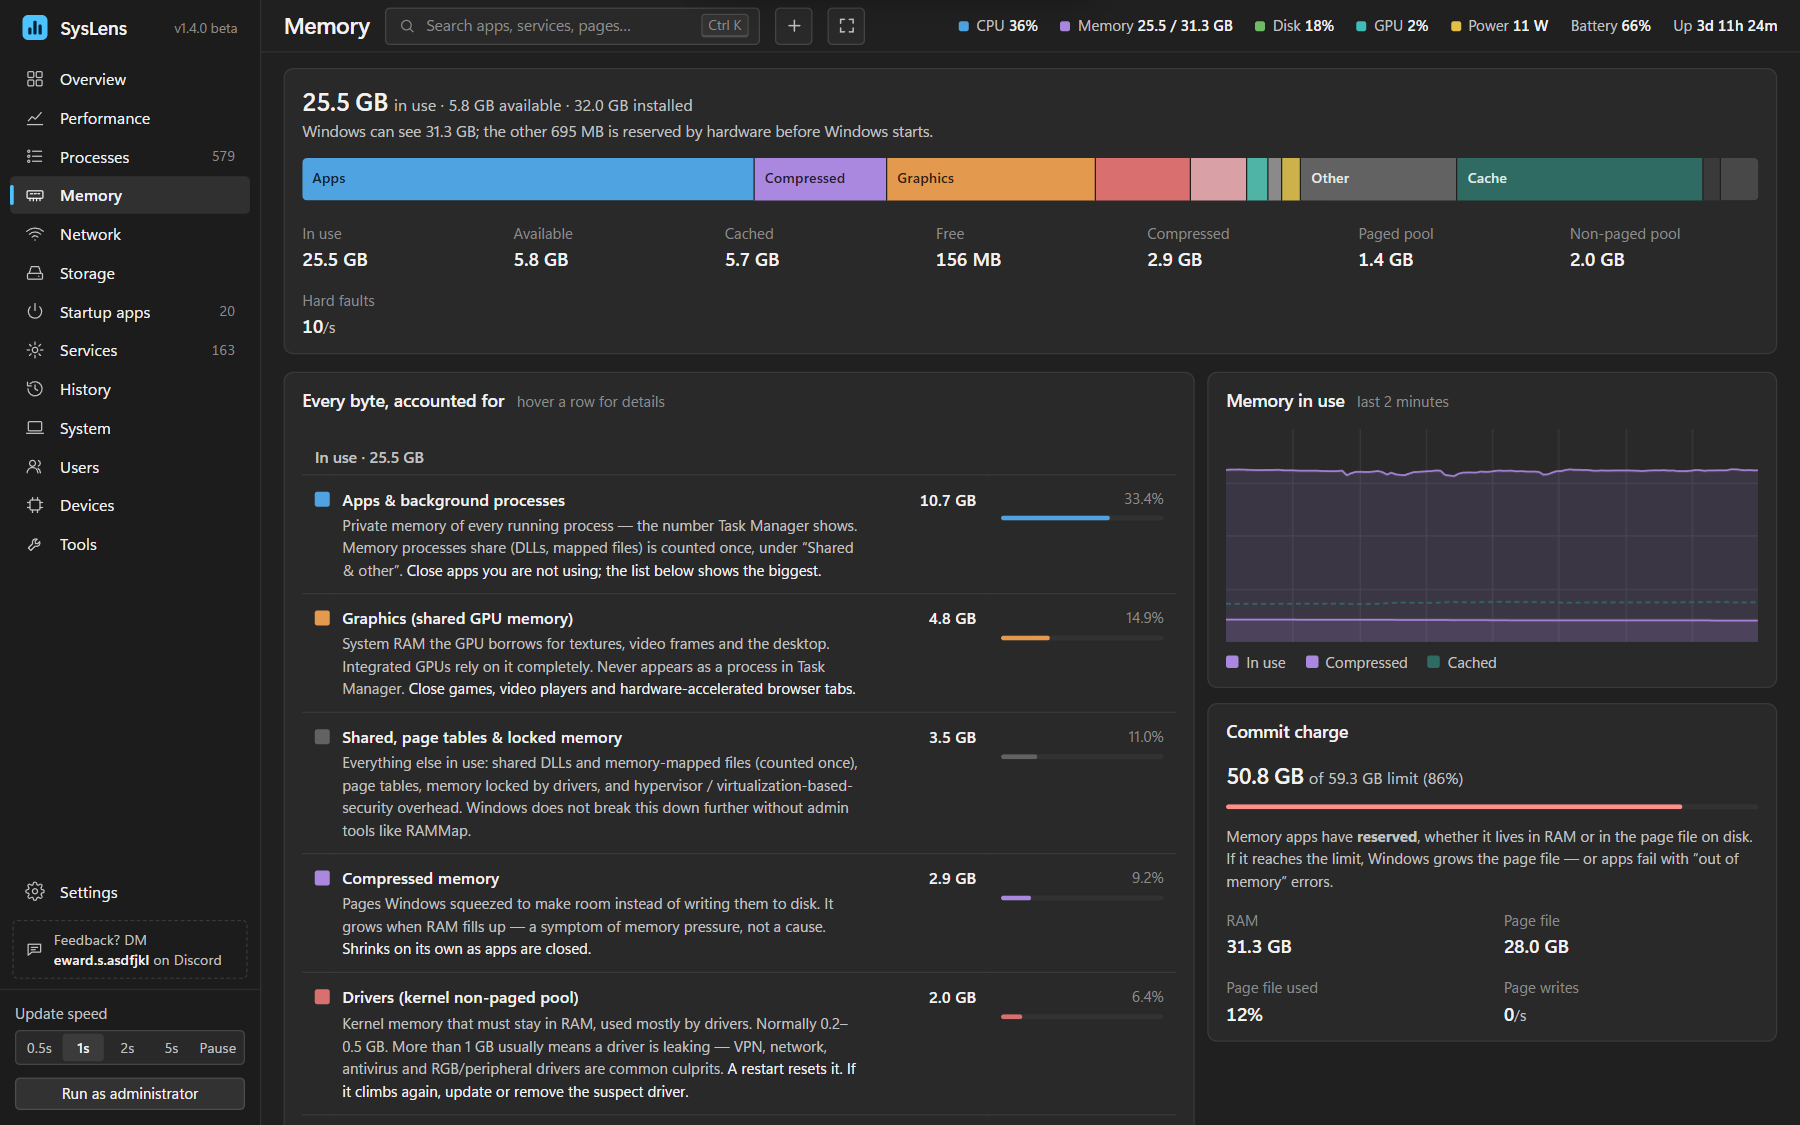 SysLens
v1.4.0 beta
Overview
Performance
Processes 579
Memory
Network
Storage
Startup apps 20
Services 163
History
System
Users
Devices
Tools
Settings
Feedback? DM
eward.s.asdfjkl on Discord
Update speed
0.5s 1s 2s 5s Pause
Run as administrator
Memory
Search apps, services, pages...
Ctrl K
CPU 36% Memory 25.5 / 31.3 GB Disk 18% GPU 2% Power 11 W Battery 66% Up 3d 11h 24m
25.5 GB in use · 5.8 GB available · 32.0 GB installed
Windows can see 31.3 GB; the other 695 MB is reserved by hardware before Windows starts.
Apps Compressed Graphics Other Cache
In use Available Cached Free Compressed Paged pool Non-paged pool
25.5 GB 5.8 GB 5.7 GB 156 MB 2.9 GB 1.4 GB 2.0 GB
Hard faults
10/s
Every byte, accounted for hover a row for details
In use · 25.5 GB
Apps & background processes 10.7 GB 33.4%
Private memory of every running process — the number Task Manager shows.
Memory processes share (DLLs, mapped files) is counted once, under “Shared
& other”. Close apps you are not using; the list below shows the biggest.
Graphics (shared GPU memory) 4.8 GB 14.9%
System RAM the GPU borrows for textures, video frames and the desktop.
Integrated GPUs rely on it completely. Never appears as a process in Task
Manager. Close games, video players and hardware-accelerated browser tabs.
Shared, page tables & locked memory 3.5 GB 11.0%
Everything else in use: shared DLLs and memory-mapped files (counted once),
page tables, memory locked by drivers, and hypervisor / virtualization-based-
security overhead. Windows does not break this down further without admin
tools like RAMMap.
Compressed memory 2.9 GB 9.2%
Pages Windows squeezed to make room instead of writing them to disk. It
grows when RAM fills up — a symptom of memory pressure, not a cause.
Shrinks on its own as apps are closed.
Drivers (kernel non-paged pool) 2.0 GB 6.4%
Kernel memory that must stay in RAM, used mostly by drivers. Normally 0.2–
0.5 GB. More than 1 GB usually means a driver is leaking — VPN, network,
antivirus and RGB/peripheral drivers are common culprits. A restart resets it. If
it climbs again, update or remove the suspect driver.
Memory in use last 2 minutes
In use Compressed Cached
Commit charge
50.8 GB of 59.3 GB limit (86%)
Memory apps have reserved, whether it lives in RAM or in the page file on disk.
If it reaches the limit, Windows grows the page file — or apps fail with “out of
memory” errors.
RAM Page file
31.3 GB 28.0 GB
Page file used Page writes
12% 0/s